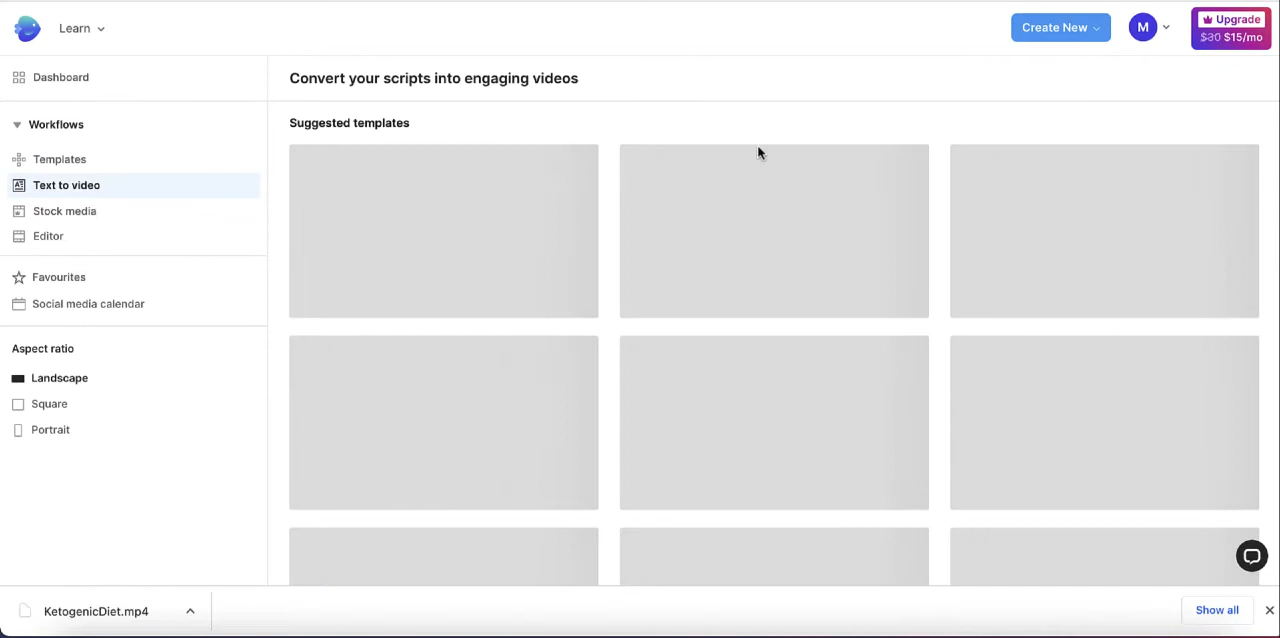 Learn
Create New
M
Upgrade
$30 $15/mo
Dashboard
Convert your scripts into engaging videos
Workflows
Suggested templates
Templates
Text to video
Stock media
Editor
Favourites
Social media calendar
Aspect ratio
Landscape
Square
Portrait
KetogenicDiet.mp4
Show all